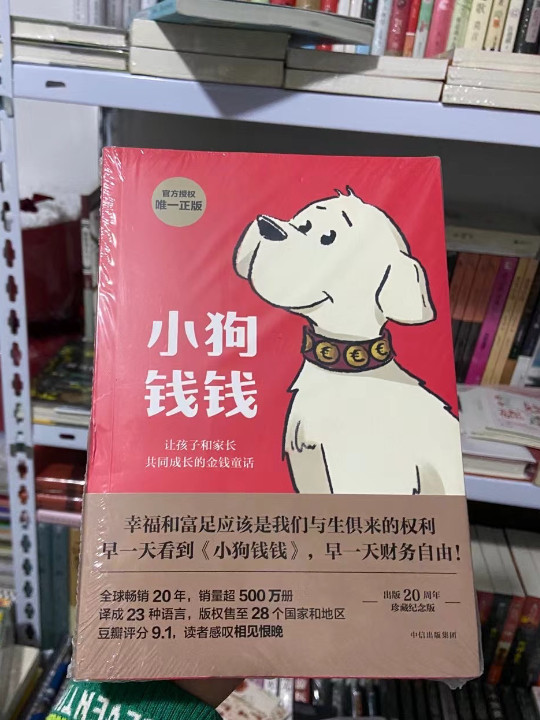 官方授权
唯一正版
小狗
钱钱
让孩子和家长
共同成长的金钱童话
幸福和富足应该是我们与生俱来的权利
早一天看到《小狗钱钱》，早一天财务自由！
全球畅销 20 年，销量超 500 万册
译成 23 种语言，版权售至 28 个国家和地区
豆瓣评分 9.1，读者感叹相见恨晚
出版 20 周年
珍藏纪念版
中信出版集团